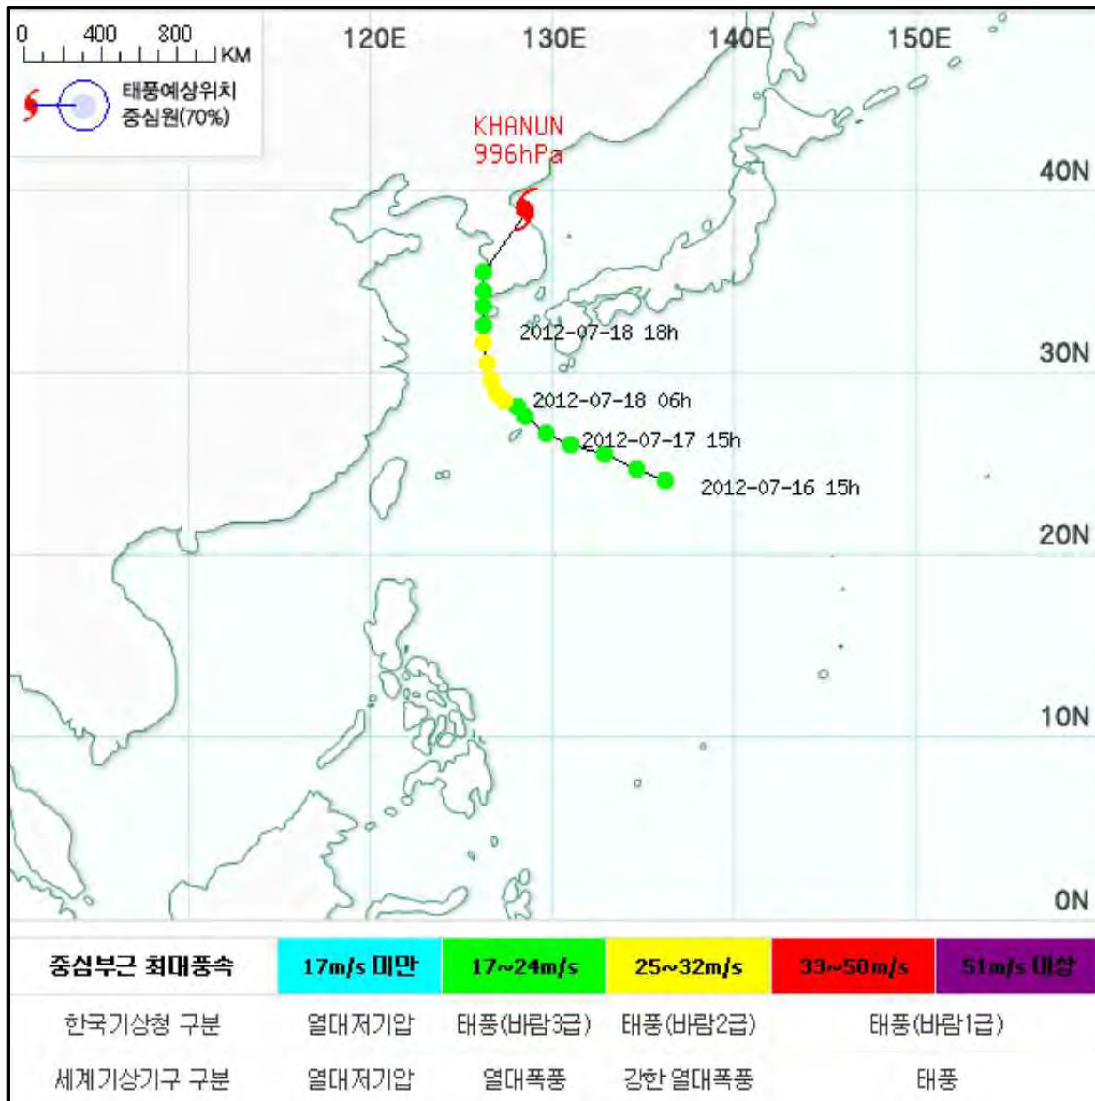 0 400 800
KM
태풍예상위치
중심원(70%)
120E 130E 140E 150E
KHANUN
996hPa
40N
2012-07-18 18h
30N
2012-07-18 06h
2012-07-17 15h
2012-07-16 15h
20N
10N
0N
중심부근 최대풍속 17m/s 미만 17~24m/s 25~32m/s 33~50m/s 51m/s 이상
한국기상청 구분 열대저기압 태풍(바람3급) 태풍(바람2급) 태풍(바람1급)
세계기상기구 구분 열대저기압 열대폭풍 강한 열대폭풍 태풍